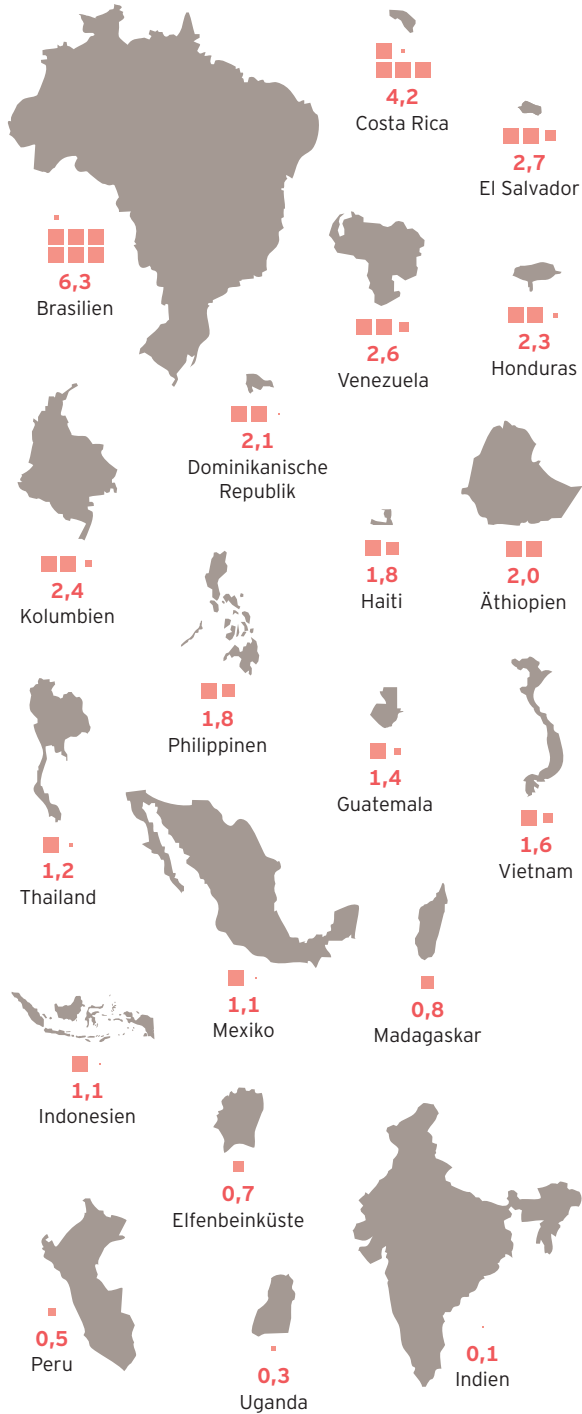 4,2
Costa Rica
2,7
El Salvador
6,3
Brasilien
2,6
Venezuela
2,3
Honduras
2,1
Dominikanische
Republik
2,4
Kolumbien
1,8
Haiti
2,0
Äthiopien
1,8
Philippinen
1,4
Guatemala
1,6
Vietnam
1,2
Thailand
1,1
Mexiko
0,8
Madagaskar
1,1
Indonesien
0,7
Elfenbeinküste
0,5
Peru
0,3
Uganda
0,1
Indien